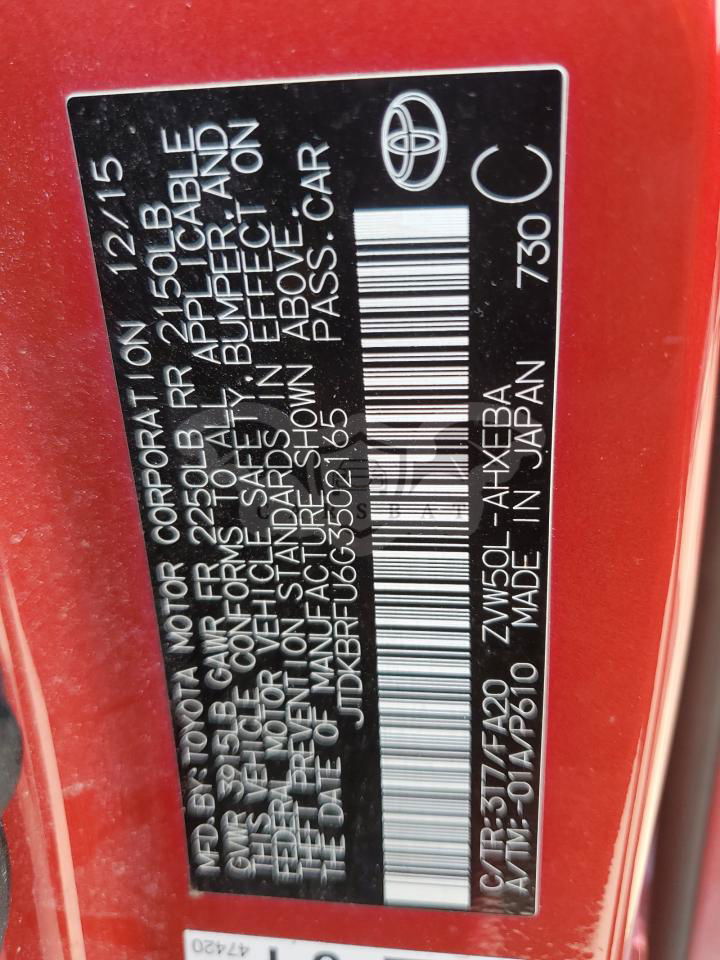 MFD BY:TOYOTA MOTOR CORPORATION 12/15
GWR 3915LB GAWR FR 2250LB RR 2150LB
THIS VEHICLE CONFORMS TO ALL APPLICABLE
FEDERAL MOTOR VEHICLE SAFETY, BUMPER, AND
THEFT PREVENTION STANDARDS IN EFFECT ON
THE DATE OF MANUFACTURE SHOWN ABOVE.
JTDKBRFU6G3502165 PASS.CAR
C/TR:3T7/FA20 ZVW50L-AHXEBA 730 C
A/TM:-01A/P610 MADE IN JAPAN
47420